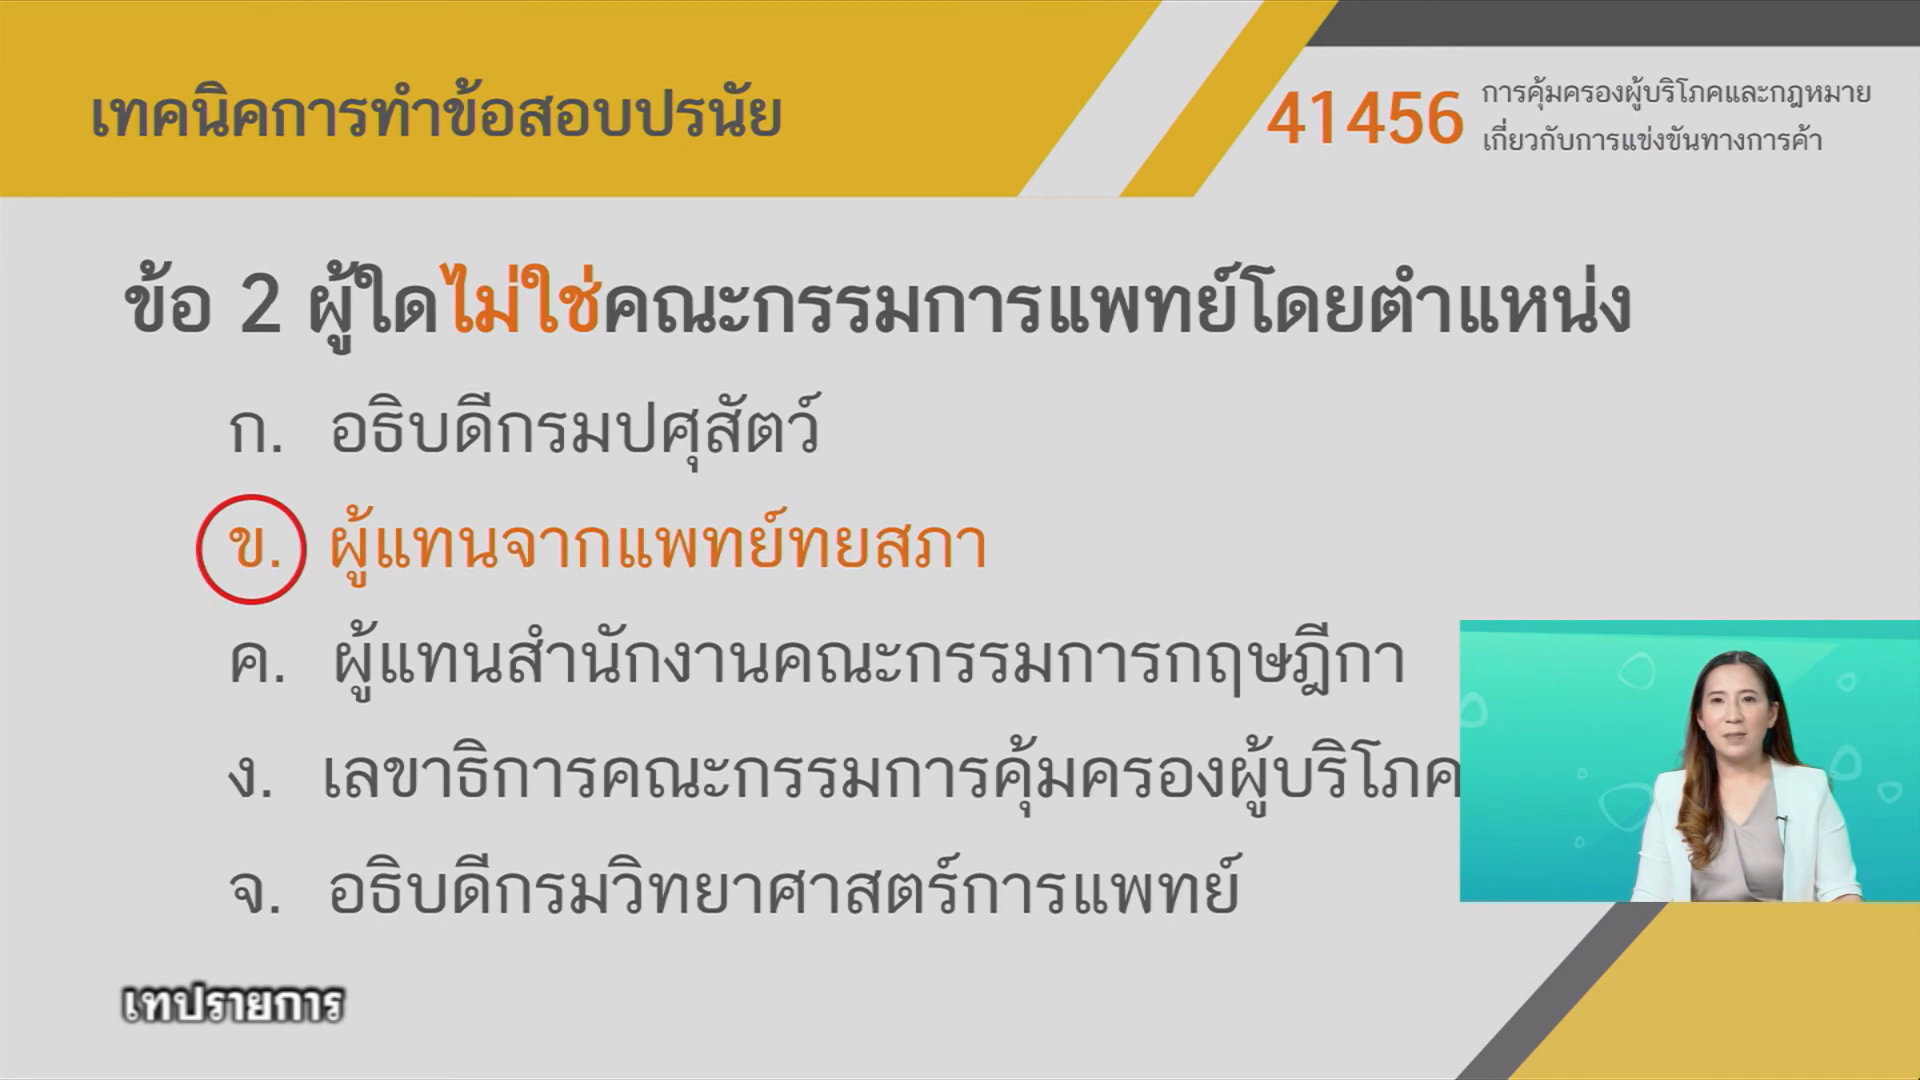 เทคนิคการทำข้อสอบปรนัย
41456
การคุ้มครองผู้บริโภคและกฎหมาย
เกี่ยวกับการแข่งขันทางการค้า
ข้อ 2 ผู้ใดไม่ใช่คณะกรรมการแพทย์โดยตำแหน่ง
ก. อธิบดีกรมปศุสัตว์
ข. ผู้แทนจากแพทย์ทยสภา
ค. ผู้แทนสำนักงานคณะกรรมการกฤษฎีกา
ง. เลขาธิการคณะกรรมการคุ้มครองผู้บริโภค
จ. อธิบดีกรมวิทยาศาสตร์การแพทย์
เทปรายการ